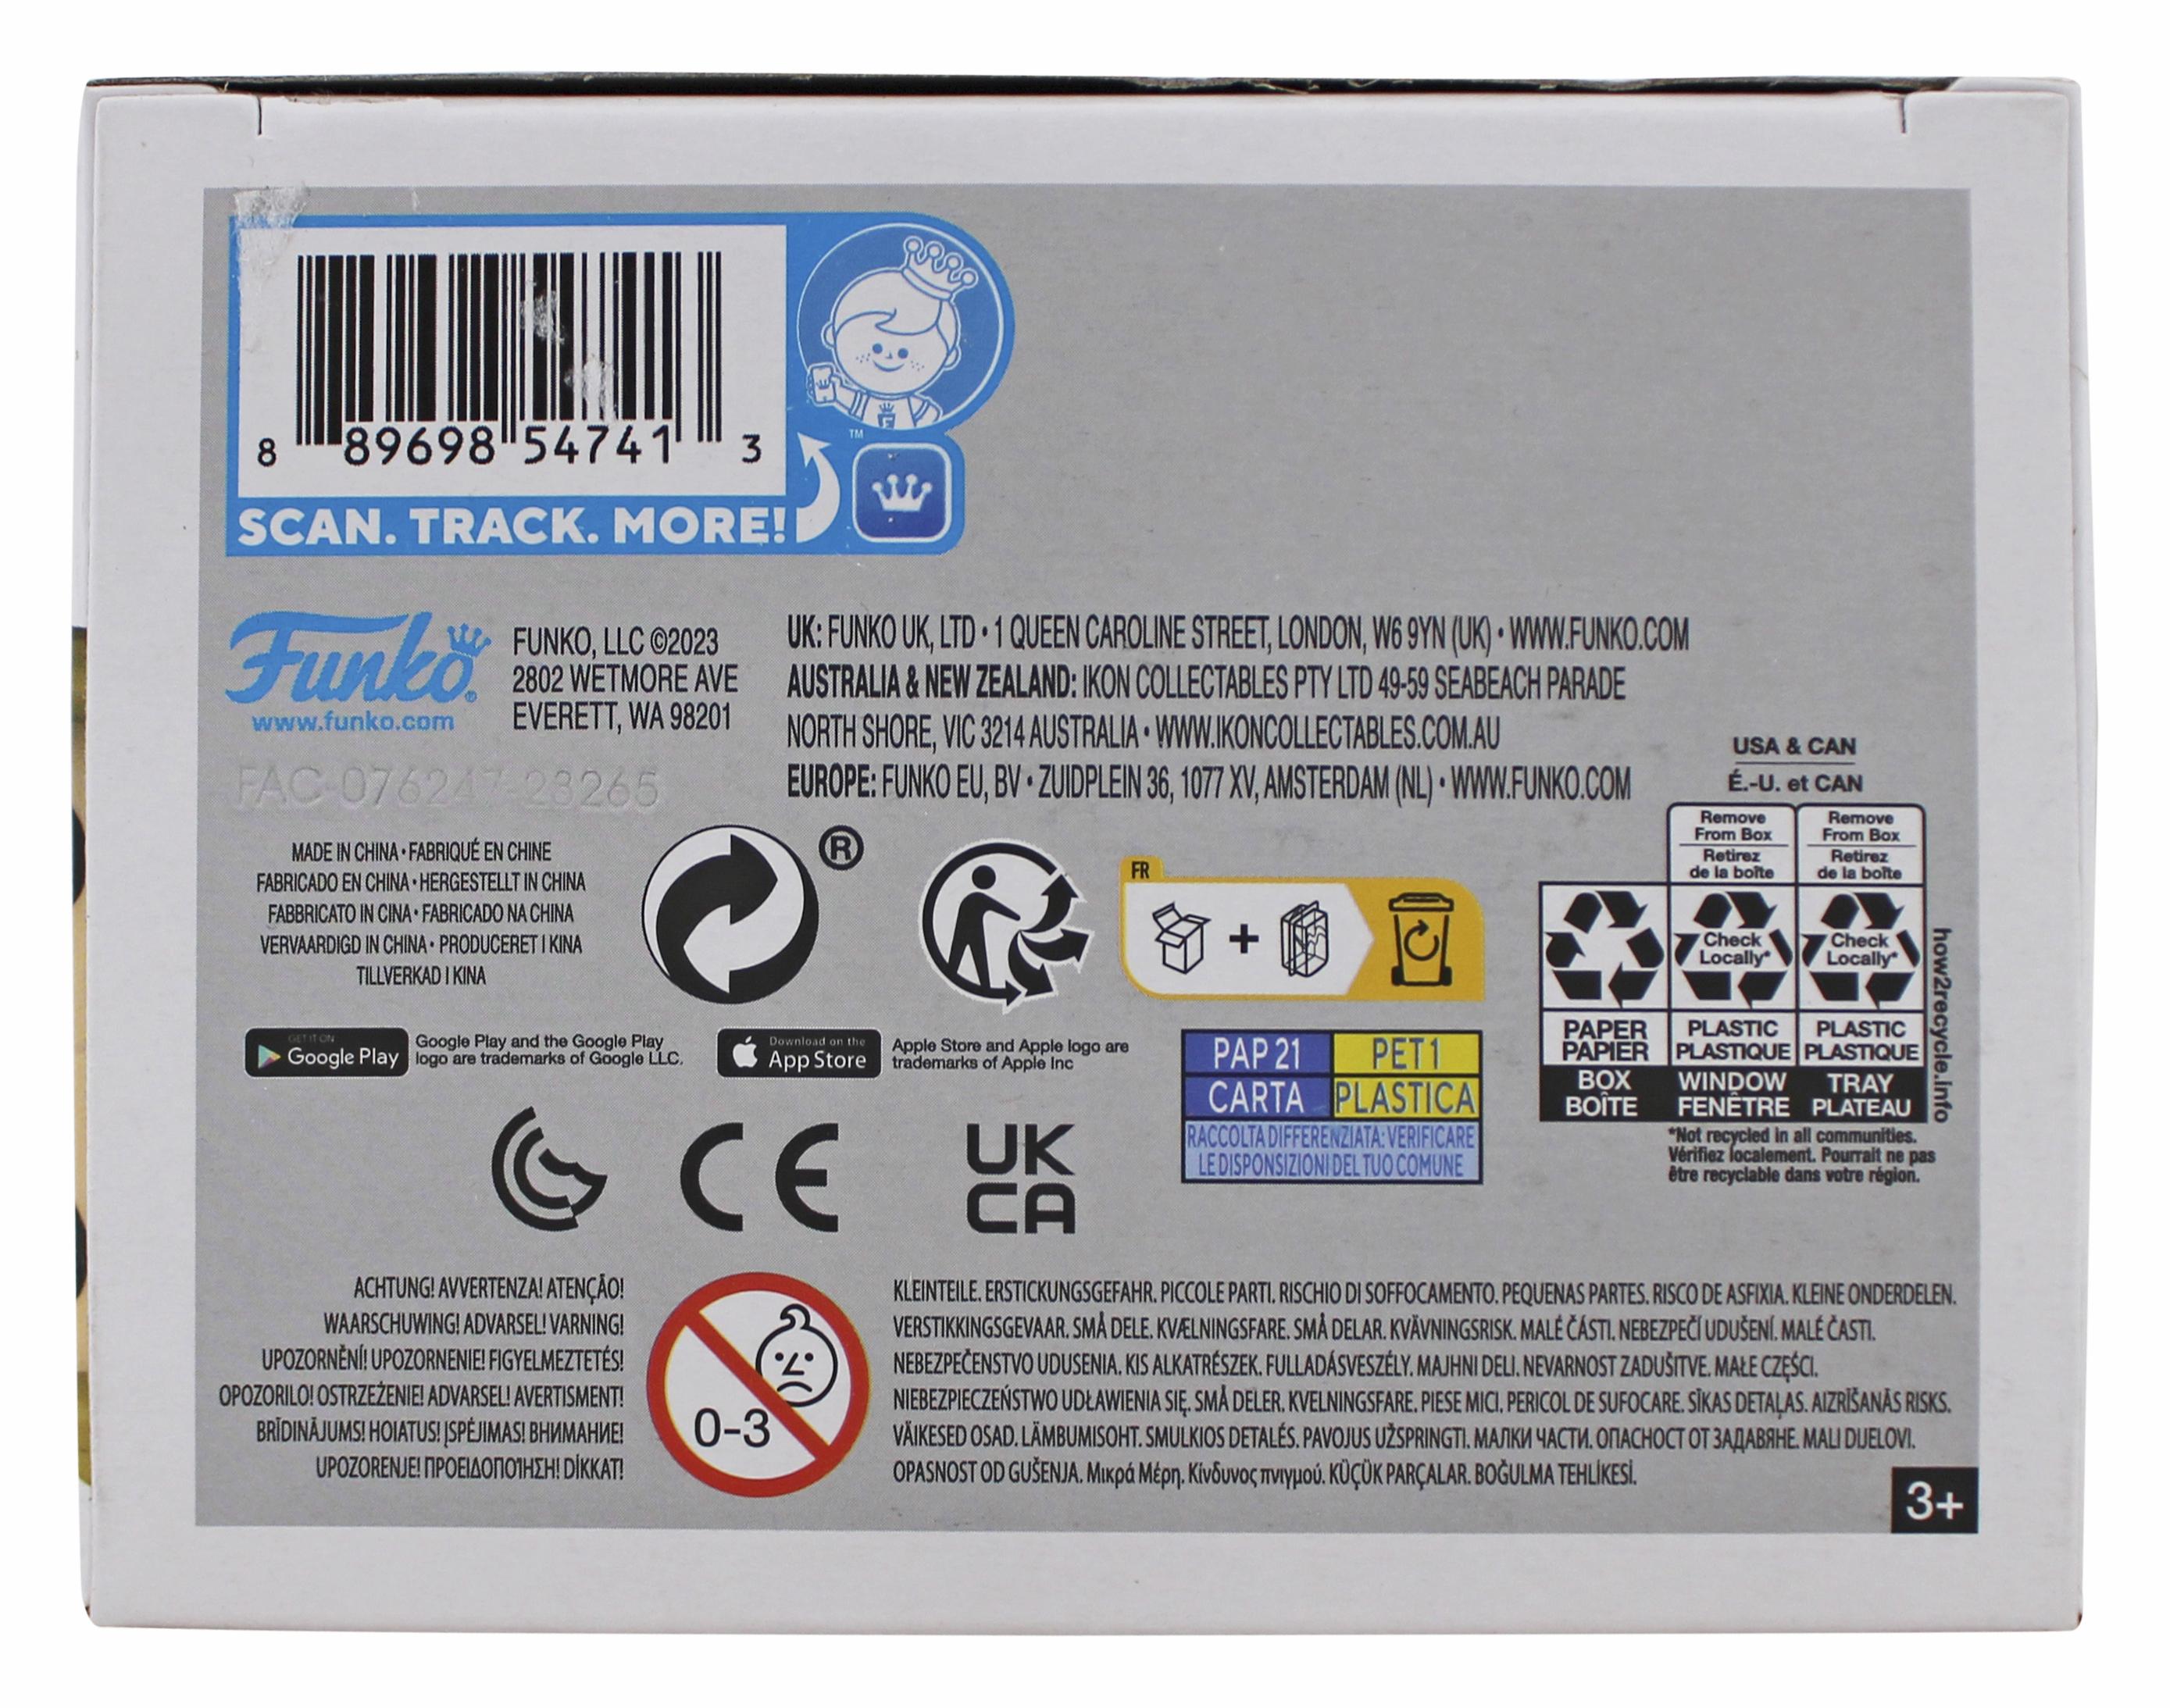 8 89698 54741 3
SCAN. TRACK. MORE!
TM
Funko®
www.funko.com
FUNKO, LLC ©2023
2802 WETMORE AVE
EVERETT, WA 98201
UK: FUNKO UK, LTD • 1 QUEEN CAROLINE STREET, LONDON, W6 9YN (UK) • WWW.FUNKO.COM
AUSTRALIA & NEW ZEALAND: IKON COLLECTABLES PTY LTD 49-59 SEABEACH PARADE
NORTH SHORE, VIC 3214 AUSTRALIA • WWW.IKONCOLLECTABLES.COM.AU
EUROPE: FUNKO EU, BV • ZUIDPLEIN 36, 1077 XV, AMSTERDAM (NL) • WWW.FUNKO.COM
FAC-076247-23265
MADE IN CHINA • FABRIQUÉ EN CHINE
FABRICADO EN CHINA • HERGESTELLT IN CHINA
FABBRICATO IN CINA • FABRICADO NA CHINA
VERVAARDIGD IN CHINA • PRODUCERET I KINA
TILLVERKAD I KINA
®
FR
+
USA & CAN
É.-U. et CAN
Remove From Box
Retirez de la boîte
Remove From Box
Retirez de la boîte
Check Locally*
Check Locally*
PAPER PAPIER
PLASTIC PLASTIQUE
PLASTIC PLASTIQUE
BOX BOÎTE
WINDOW FENÊTRE
TRAY PLATEAU
how2recycle.info
*Not recycled in all communities.
Vérifiez localement. Pourrait ne pas
être recyclable dans votre région.
GET IT ON
Google Play
Google Play and the Google Play
logo are trademarks of Google LLC.
Download on the
App Store
Apple Store and Apple logo are
trademarks of Apple Inc
PAP 21 PET 1
CARTA PLASTICA
RACCOLTA DIFFERENZIATA: VERIFICARE
LE DISPONSIZIONI DEL TUO COMUNE
CE
UK
CA
ACHTUNG! AVVERTENZA! ATENÇÃO!
WAARSCHUWING! ADVARSEL! VARNING!
UPOZORNĚNÍ! UPOZORNENIE! FIGYELMEZTETÉS!
OPOZORILO! OSTRZEŻENIE! ADVARSEL! AVERTISMENT!
BRĪDINĀJUMS! HOIATUS! ĮSPĖJIMAS! ВНИМАНИЕ!
UPOZORENJE! ΠΡΟΕΙΔΟΠΟΊΗΣΗ! DİKKAT!
0-3
KLEINTEILE. ERSTICKUNGSGEFAHR. PICCOLE PARTI. RISCHIO DI SOFFOCAMENTO. PEQUENAS PARTES. RISCO DE ASFIXIA. KLEINE ONDERDELEN.
VERSTIKKINGSGEVAAR. SMÅ DELE. KVÆLNINGSFARE. SMÅ DELAR. KVÄVNINGSRISK. MALÉ ČÁSTI. NEBEZPEČÍ UDUŠENÍ. MALÉ ČASTI.
NEBEZPEČENSTVO UDUSENIA. KIS ALKATRÉSZEK. FULLADÁSVESZÉLY. MAJHNI DELI. NEVARNOST ZADUŠITVE. MAŁE CZĘŚCI.
NIEBEZPIECZEŃSTWO UDŁAWIENIA SIĘ. SMÅ DELER. KVELNINGSFARE. PIESE MICI. PERICOL DE SUFOCARE. SĪKAS DETAĻAS. AIZRĪŠANĀS RISKS.
VÄIKESED OSAD. LÄMBUMISOHT. SMULKIOS DETALĖS. PAVOJUS UŽSPRINGTI. МАЛКИ ЧАСТИ. ОПАСНОСТ ОТ ЗАДАВЯНЕ. MALI DIJELOVI.
OPASNOST OD GUŠENJA. Μικρά Μέρη. Κίνδυνος πνιγμού. KÜÇÜK PARÇALAR. BOĞULMA TEHLİKESİ.
3+